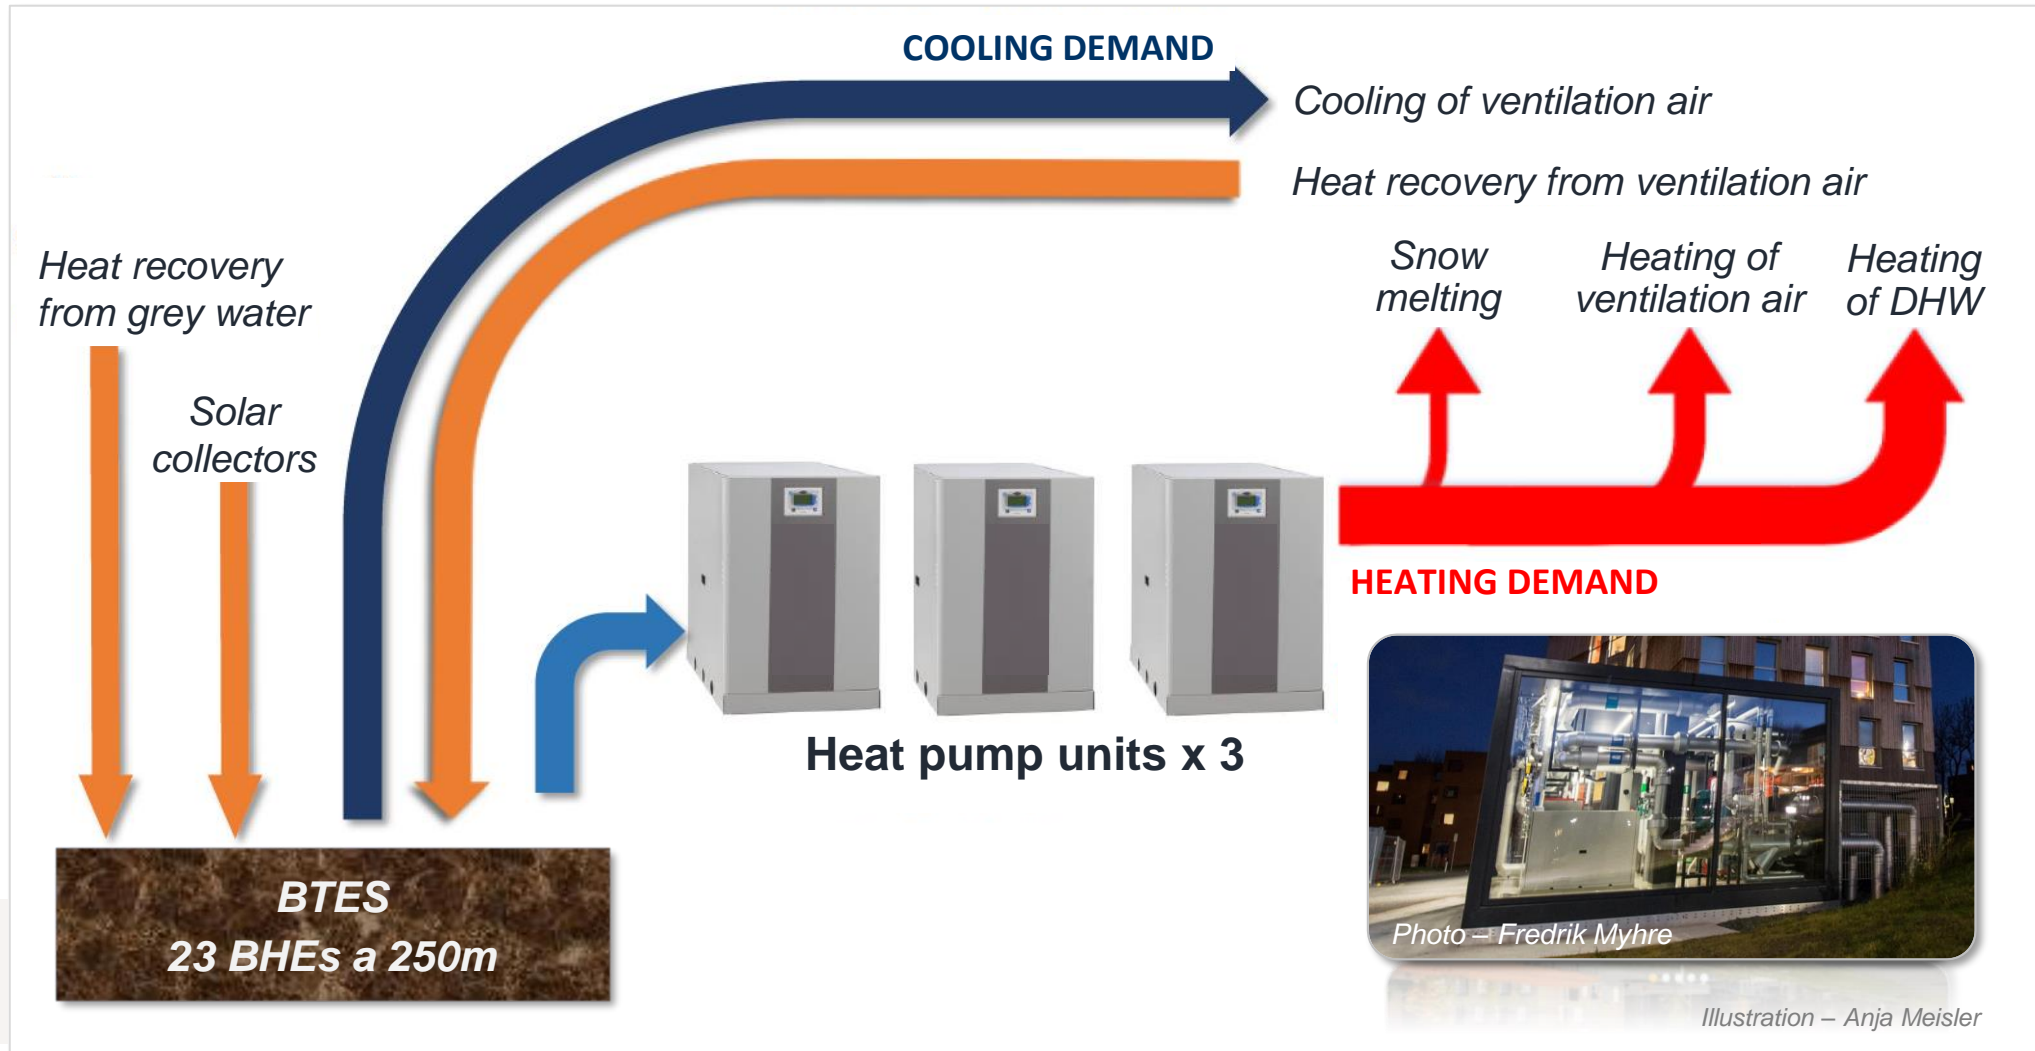 COOLING DEMAND
Cooling of ventilation air
Heat recovery from ventilation air
Heat recovery
from grey water
Solar
collectors
Snow
melting
Heating of
ventilation air
Heating
of DHW
HEATING DEMAND
Heat pump units x 3
BTES
23 BHEs a 250m
Photo – Fredrik Myhre
Illustration – Anja Meisler